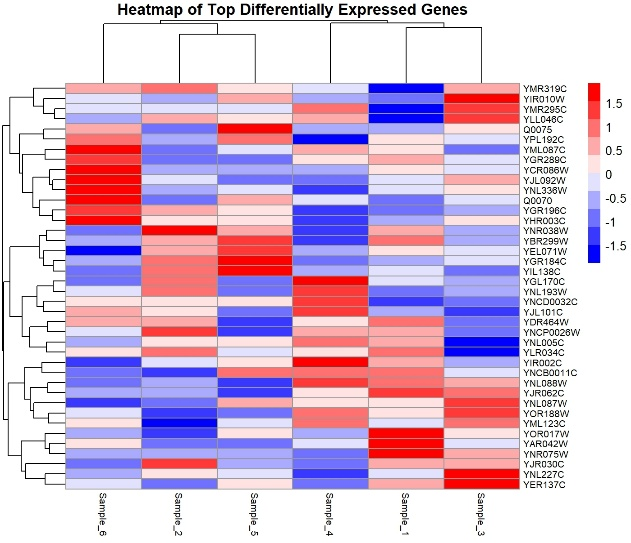 Heatmap of Top Differentially Expressed Genes
YMR319C
YIR010W
YMR295C
YLL046C
Q0075
YPL192C
YML087C
YGR289C
YCR086W
YJL092W
YNL336W
Q0070
YGR196C
YHR003C
YNR038W
YBR299W
YEL071W
YGR184C
YIL138C
YGL170C
YNL193W
YNCD0032C
YJL101C
YDR464W
YNCP0026W
YNL005C
YLR034C
YIR002C
YNCB0011C
YNL088W
YJR062C
YNL087W
YOR188W
YML123C
YOR017W
YAR042W
YNR075W
YJR030C
YNL227C
YER137C
1.5
1
0.5
0
-0.5
-1
-1.5
Sample_6
Sample_2
Sample_5
Sample_4
Sample_1
Sample_3